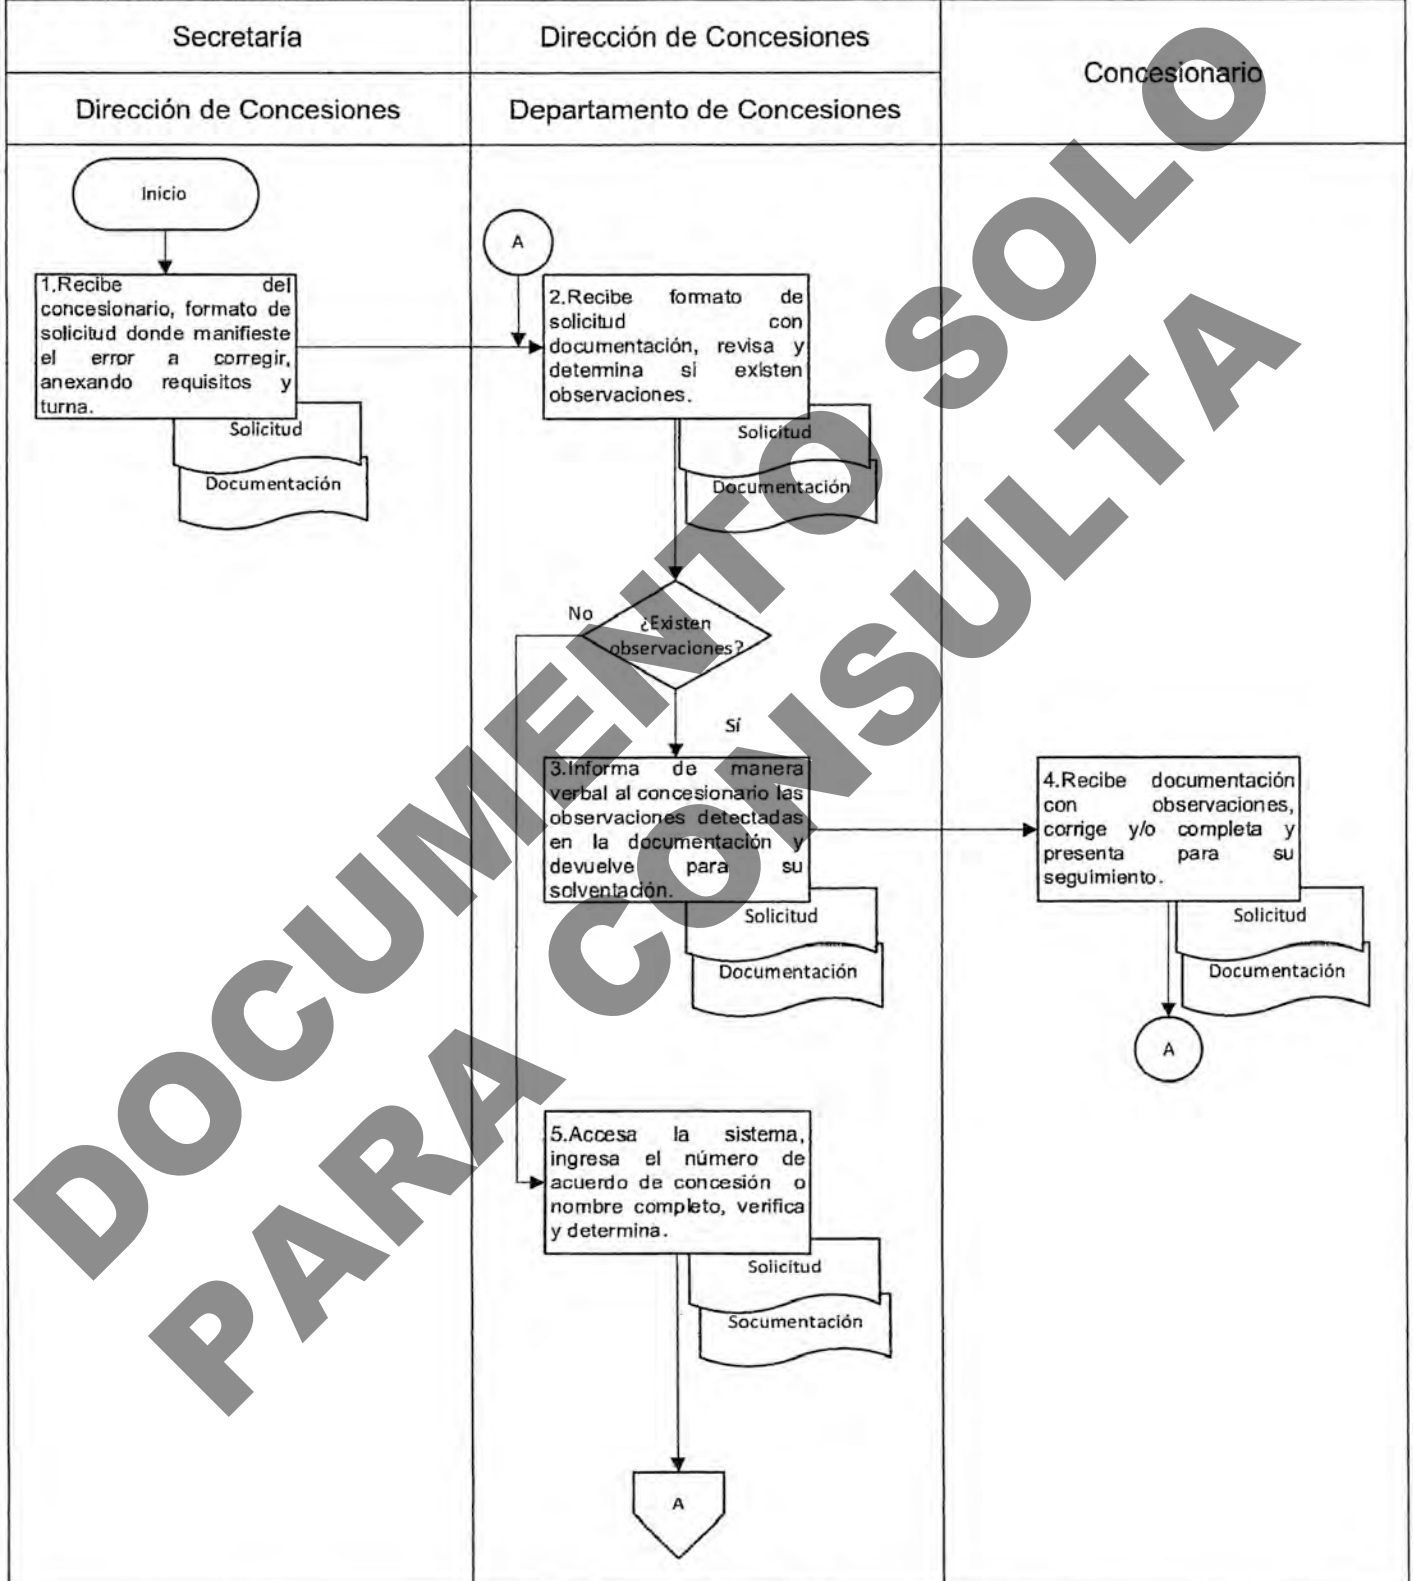 Secretaría
Dirección de Concesiones
Concesionario
Dirección de Concesiones
Departamento de Concesiones
Inicio
1.Recibe del
concesionario, formato de
solicitud donde manifieste
el error a corregir,
anexando requisitos y
turna.
Solicitud
Documentación
A
2.Recibe formato de
solicitud con
documentación, revisa y
determina si existen
observaciones.
Solicitud
Documentación
No
¿Existen
observaciones?
Sí
3.Informa de manera
verbal al concesionario las
observaciones detectadas
en la documentación y
devuelve para su
solventación.
Solicitud
Documentación
4.Recibe documentación
con observaciones,
corrige y/o completa y
presenta para su
seguimiento.
Solicitud
Documentación
A
5.Accesa la sistema,
ingresa el número de
acuerdo de concesión o
nombre completo, verifica
y determina.
Solicitud
Socumentación
A
DOCUMENTO SOLO
PARA CONSULTA